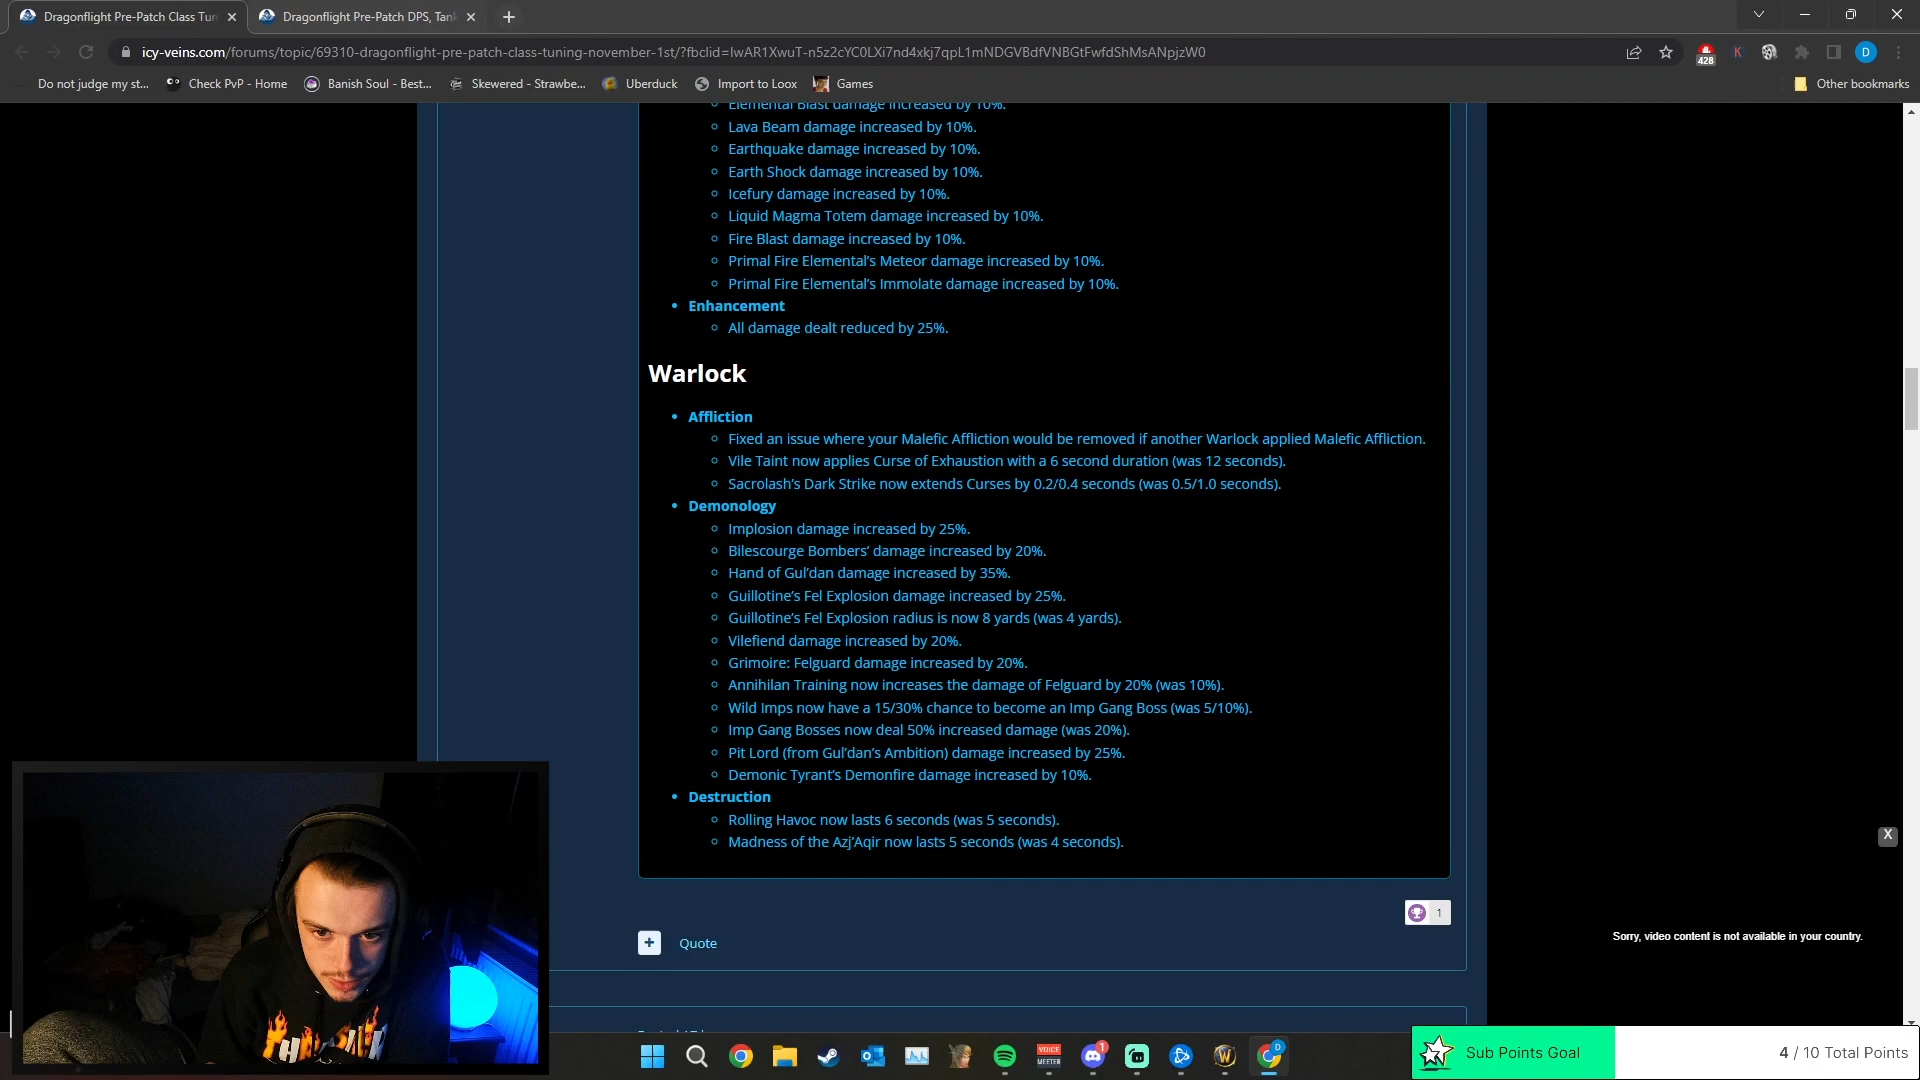 Dragonflight Pre-Patch Class Tun
Dragonflight Pre-Patch DPS, Tank
icy-veins.com/forums/topic/69310-dragonflight-pre-patch-class-tuning-november-1st/?fbclid=IwAR1XwuT-n5z2cYC0LXi7nd4xkj7qpL1mNDGVBdfVNBGtFwfdShMsANpjzW0
428
K
D
Do not judge my st...
Check PvP - Home
Banish Soul - Best...
Skewered - Strawbe...
Uberduck
Import to Loox
Games
Other bookmarks
Elemental Blast damage increased by 10%.
Lava Beam damage increased by 10%.
Earthquake damage increased by 10%.
Earth Shock damage increased by 10%.
Icefury damage increased by 10%.
Liquid Magma Totem damage increased by 10%.
Fire Blast damage increased by 10%.
Primal Fire Elemental's Meteor damage increased by 10%.
Primal Fire Elemental's Immolate damage increased by 10%.
Enhancement
All damage dealt reduced by 25%.
Warlock
Affliction
Fixed an issue where your Malefic Affliction would be removed if another Warlock applied Malefic Affliction.
Vile Taint now applies Curse of Exhaustion with a 6 second duration (was 12 seconds).
Sacrolash's Dark Strike now extends Curses by 0.2/0.4 seconds (was 0.5/1.0 seconds).
Demonology
Implosion damage increased by 25%.
Bilescourge Bombers' damage increased by 20%.
Hand of Gul'dan damage increased by 35%.
Guillotine's Fel Explosion damage increased by 25%.
Guillotine's Fel Explosion radius is now 8 yards (was 4 yards).
Vilefiend damage increased by 20%.
Grimoire: Felguard damage increased by 20%.
Annihilan Training now increases the damage of Felguard by 20% (was 10%).
Wild Imps now have a 15/30% chance to become an Imp Gang Boss (was 5/10%).
Imp Gang Bosses now deal 50% increased damage (was 20%).
Pit Lord (from Gul'dan's Ambition) damage increased by 25%.
Demonic Tyrant's Demonfire damage increased by 10%.
Destruction
Rolling Havoc now lasts 6 seconds (was 5 seconds).
Madness of the Azj'Aqir now lasts 5 seconds (was 4 seconds).
X
1
Sorry, video content is not available in your country.
+ Quote
VOICE
MEETER
1
D
Sub Points Goal
4 / 10 Total Points